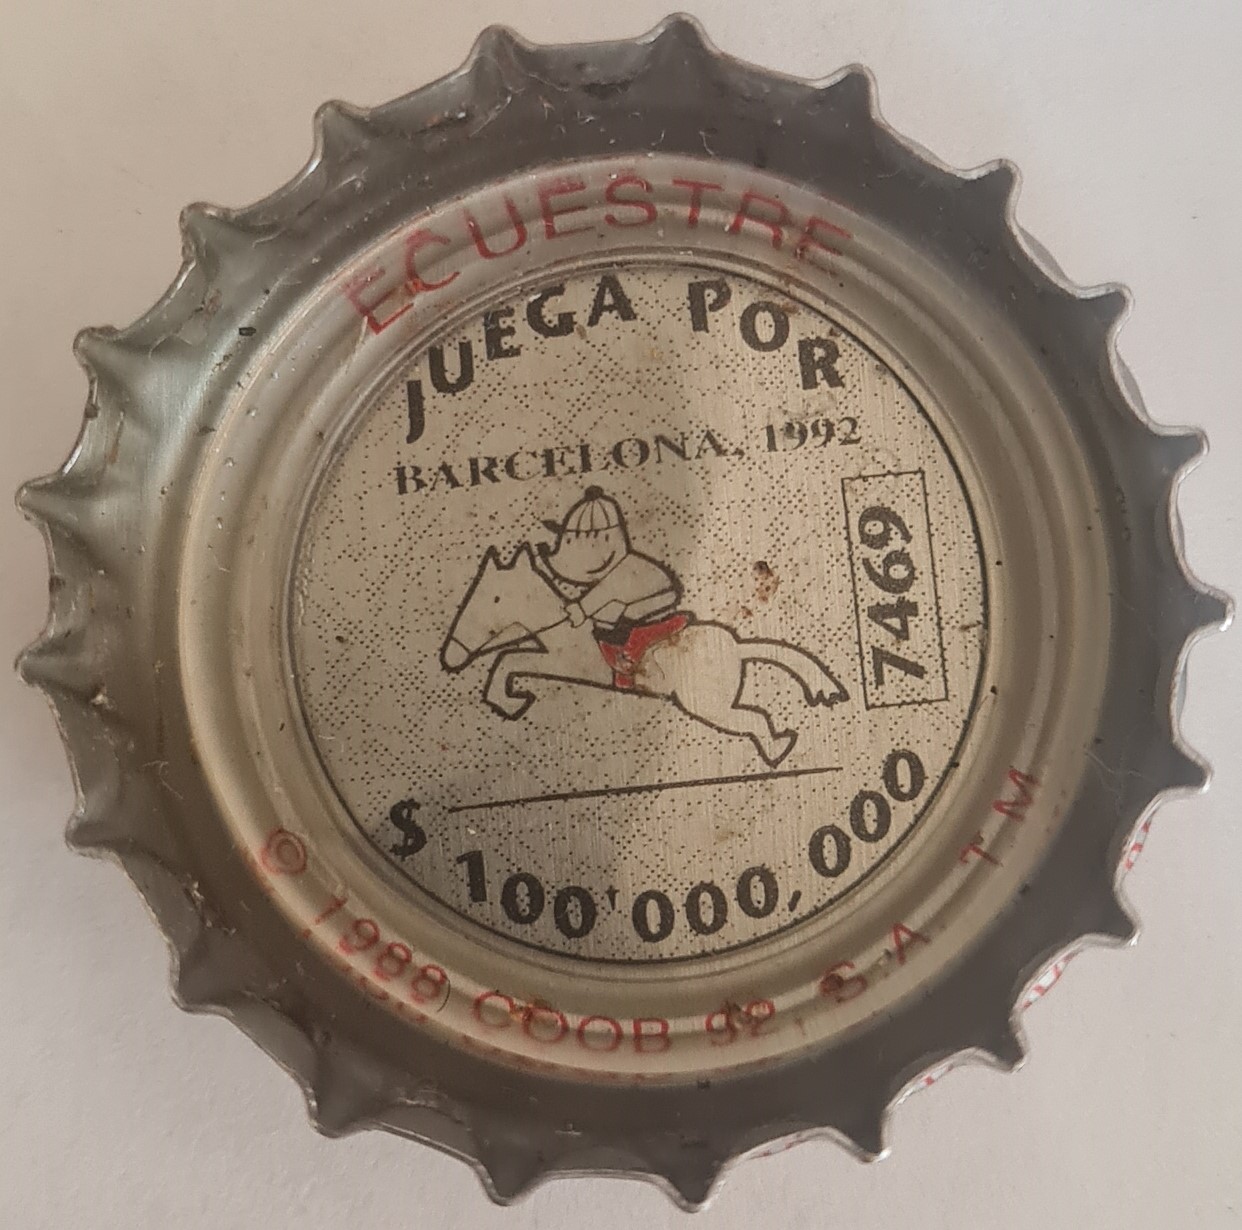 ECUESTRE
JUEGA POR
BARCELONA, 1992
7469
$ 100'000,000
© 1988 COOB 92, S.A. TM